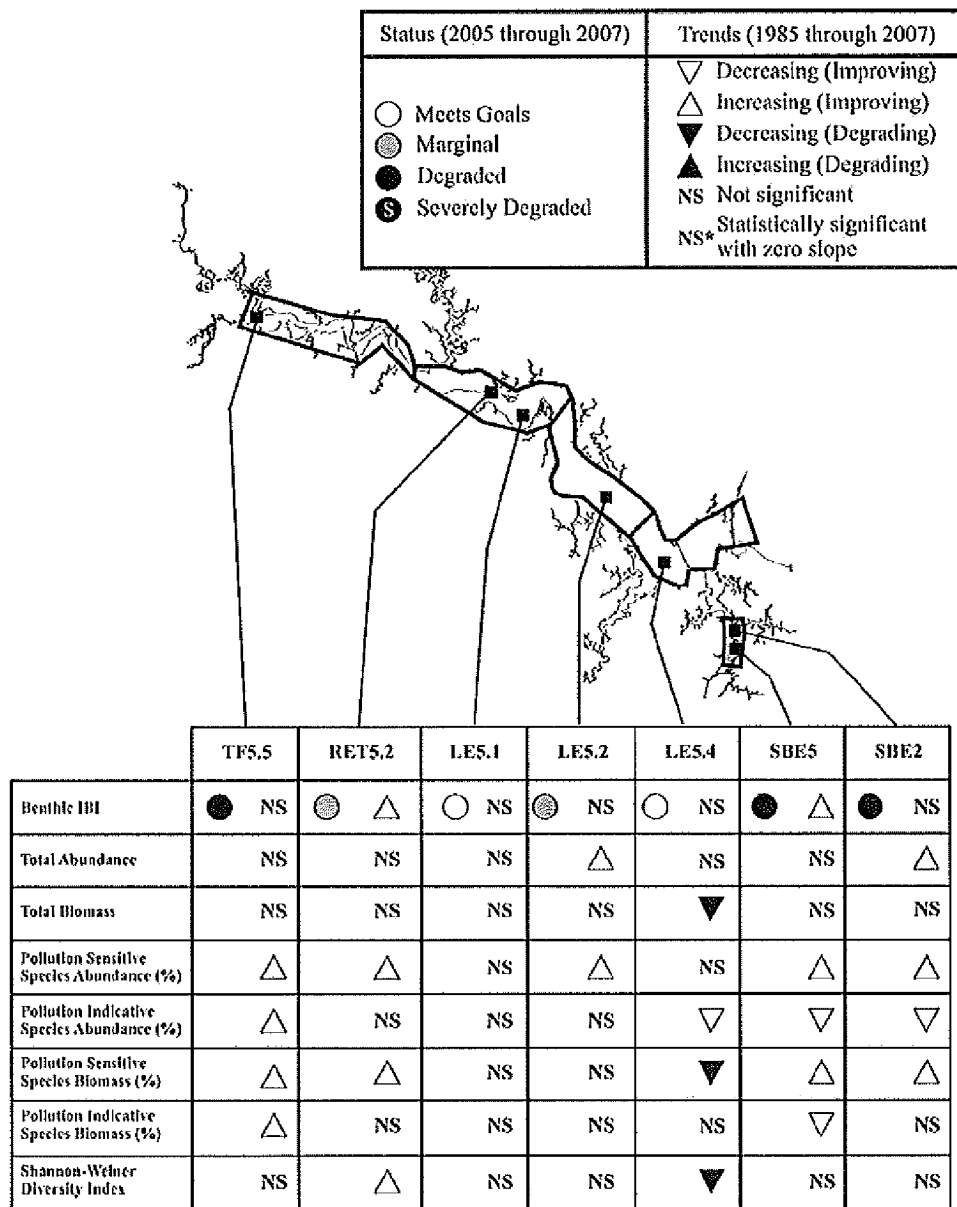 Status (2005 through 2007)
Meets Goals
Marginal
Degraded
S Severely Degraded
Trends (1985 through 2007)
Decreasing (Improving)
Increasing (Improving)
Decreasing (Degrading)
Increasing (Degrading)
NS Not significant
NS* Statistically significant
with zero slope
TF5.5 RET5.2 LE5.1 LE5.2 LE5.4 SBE5 SBE2
Benthic IBI NS NS NS NS NS
Total Abundance NS NS NS NS NS
Total Biomass NS NS NS NS NS NS
Pollution Sensitive
Species Abundance (%) NS NS
Pollution Indicative
Species Abundance (%) NS NS NS
Pollution Sensitive
Species Biomass (%) NS NS
Pollution Indicative
Species Biomass (%) NS NS NS NS NS
Shannon-Weiner
Diversity Index NS NS NS NS NS